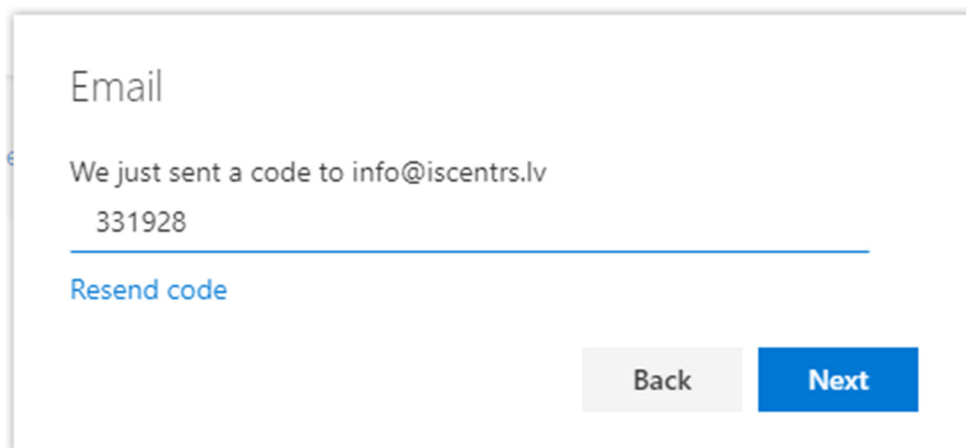 Email
We just sent a code to info@iscentrs.lv
331928
Resend code
Back Next